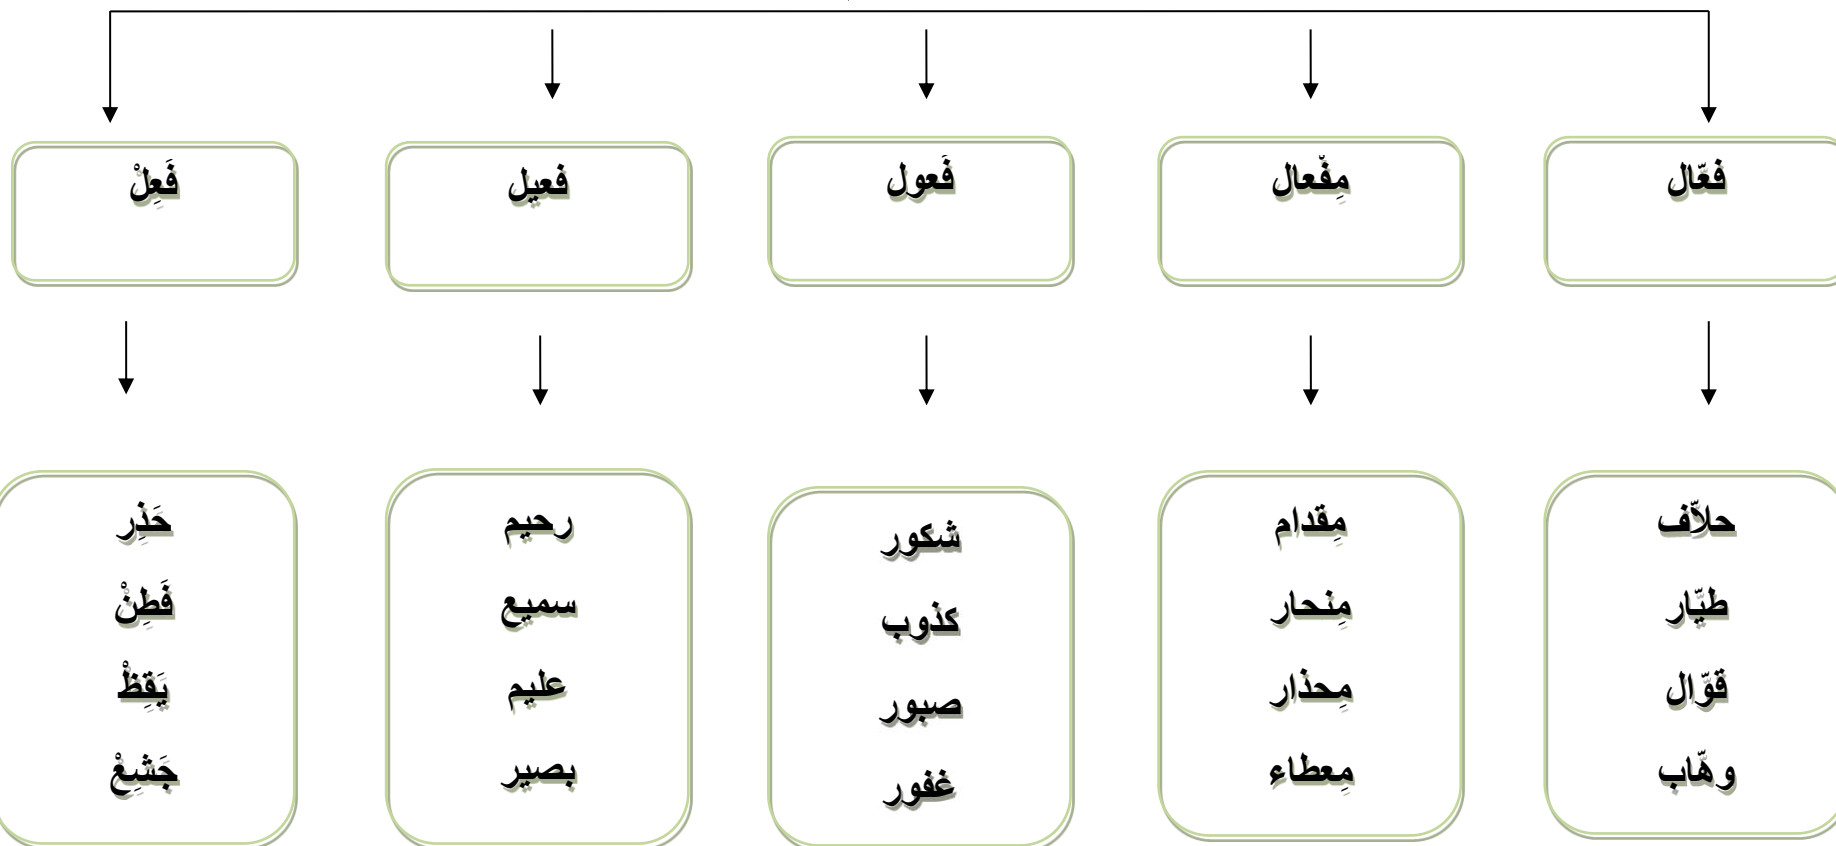 فعّال
مِفْعال
فَعول
فعيل
فَعِلْ
حلاّف
طيّار
قوّال
وهّاب
مِقدام
مِنحار
مِحذار
مِعطاء
شكور
كذوب
صبور
غفور
رحيم
سميع
عليم
بصير
حَذِر
فَطِنْ
يَقِظْ
جَشِعْ